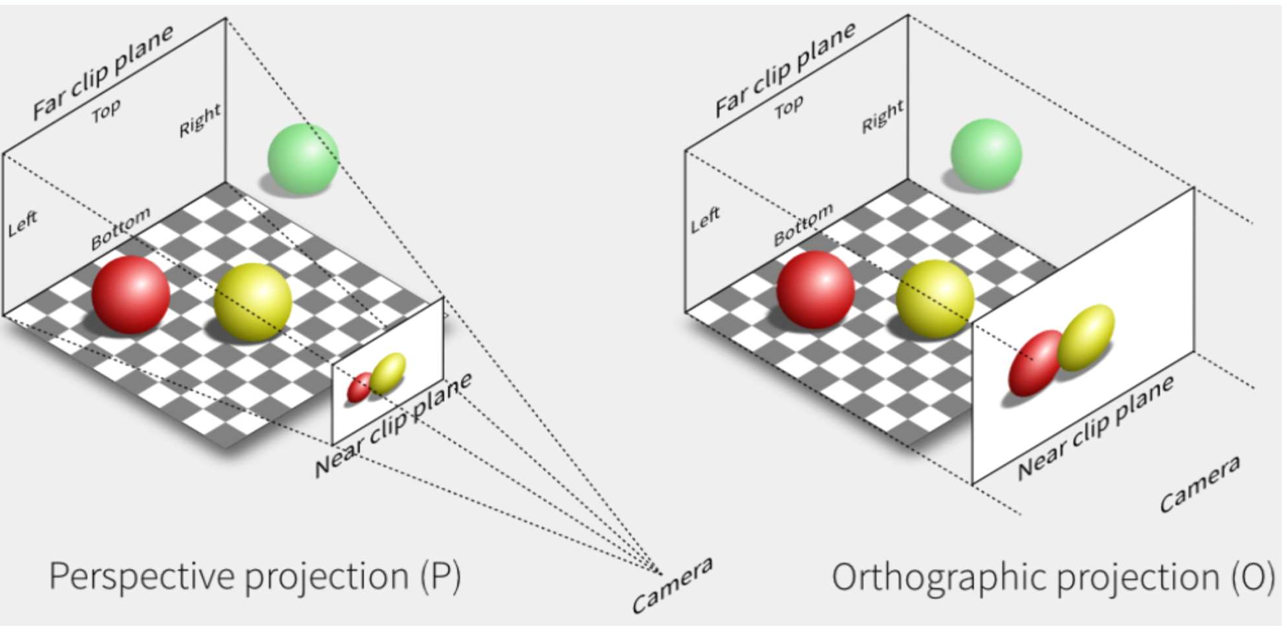 Far clip plane
Top
Right
Left
Bottom
Near clip plane
Camera
Perspective projection (P)
Far clip plane
Top
Right
Left
Bottom
Near clip plane
Camera
Orthographic projection (O)